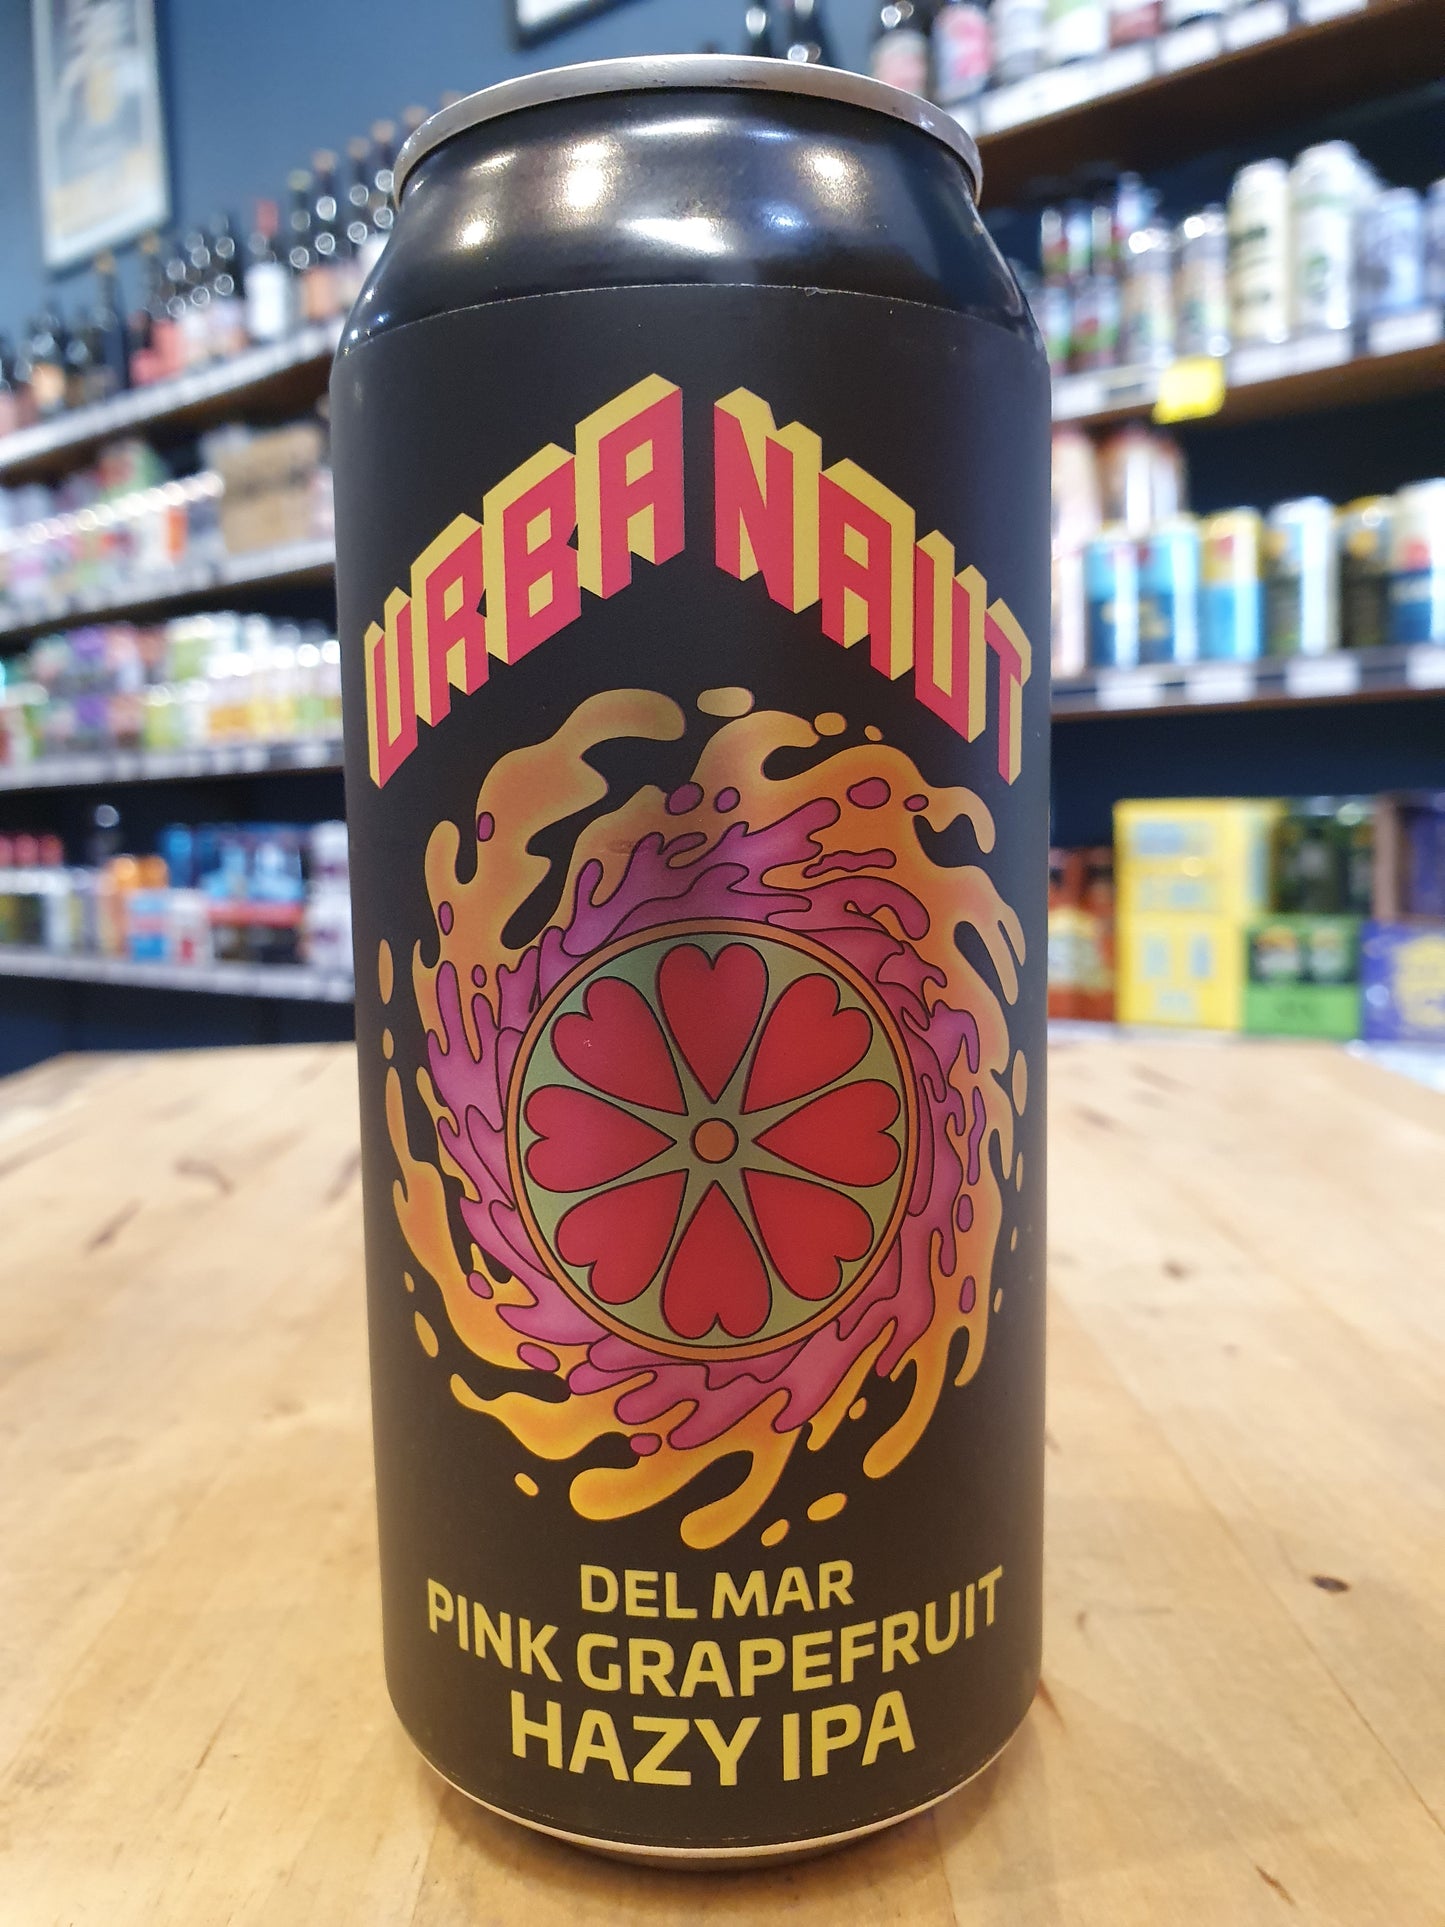 URBANAUT
DEL MAR
PINK GRAPEFRUIT
HAZY IPA